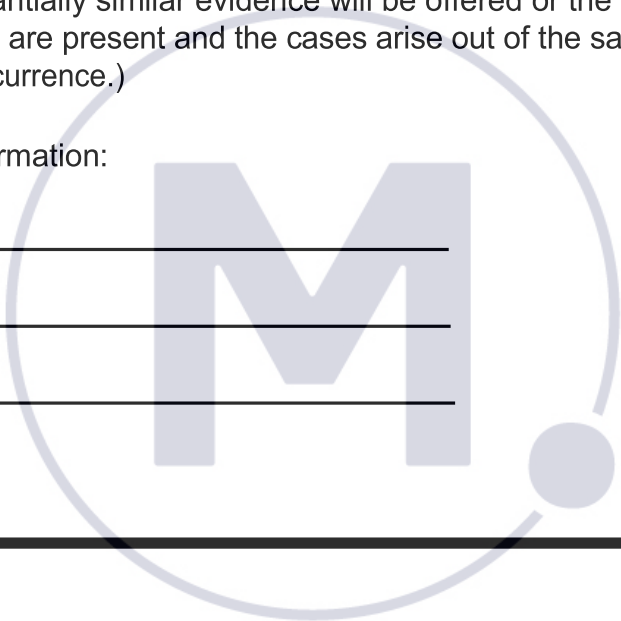 antially similar evidence will be offered or the
are present and the cases arise out of the sa
currence.)
rmation:
M